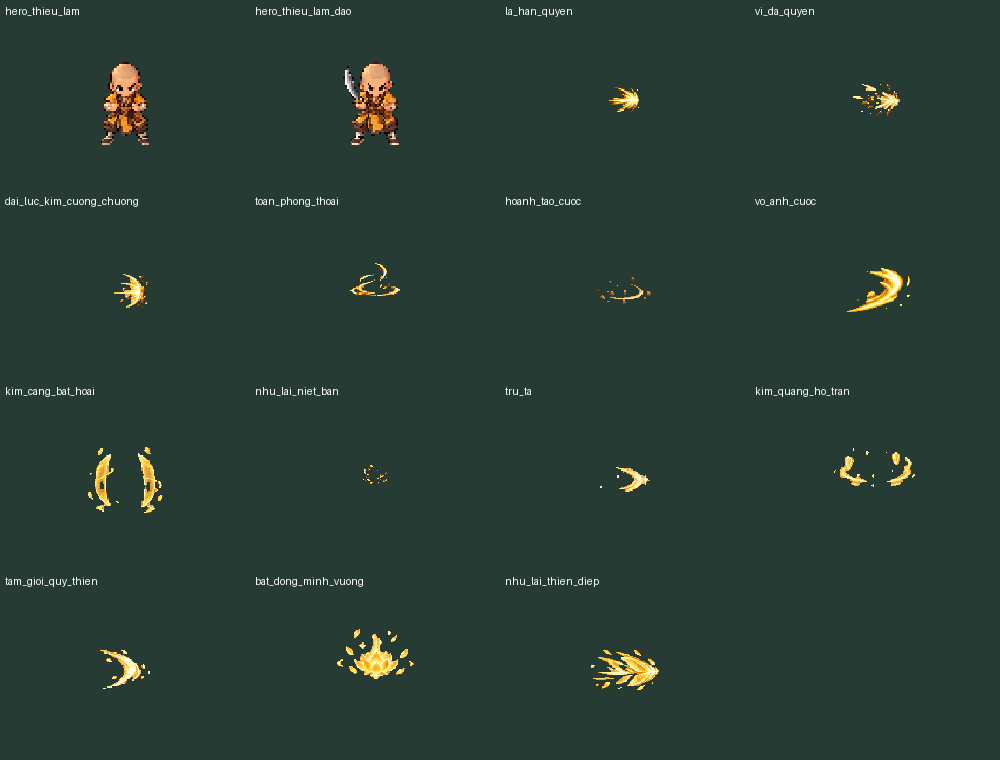 hero_thieu_lam
hero_thieu_lam_dao
la_han_quyen
vi_da_quyen
dai_luc_kim_cuong_chuong
toan_phong_thoai
hoanh_tao_cuoc
vo_anh_cuoc
kim_cang_bat_hoai
nhu_lai_niet_ban
tru_ta
kim_quang_ho_tran
tam_gioi_quy_thien
bat_dong_minh_vuong
nhu_lai_thien_diep